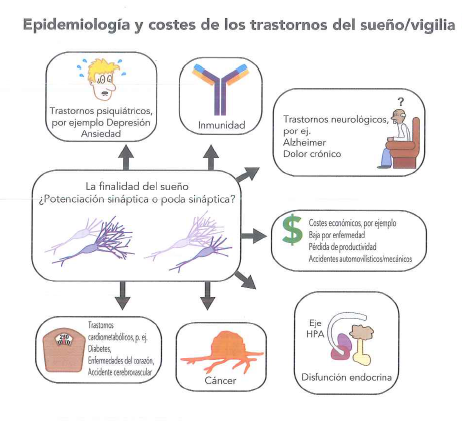 Epidemiología y costes de los trastornos del sueño/vigilia
Trastornos psiquiátricos,
por ejemplo Depresión
Ansiedad
Inmunidad
?
Trastornos neurológicos,
por ej.
Alzheimer
Dolor crónico
La finalidad del sueño
¿Potenciación sináptica o poda sináptica?
$
Costes económicos, por ejemplo
Baja por enfermedad
Pérdida de productividad
Accidentes automovilísticos/mecánicos
Trastornos
cardiometabólicos, p. ej.
Diabetes,
Enfermedades del corazón,
Accidente cerebrovascular
Cáncer
Eje
HPA
Disfunción endocrina